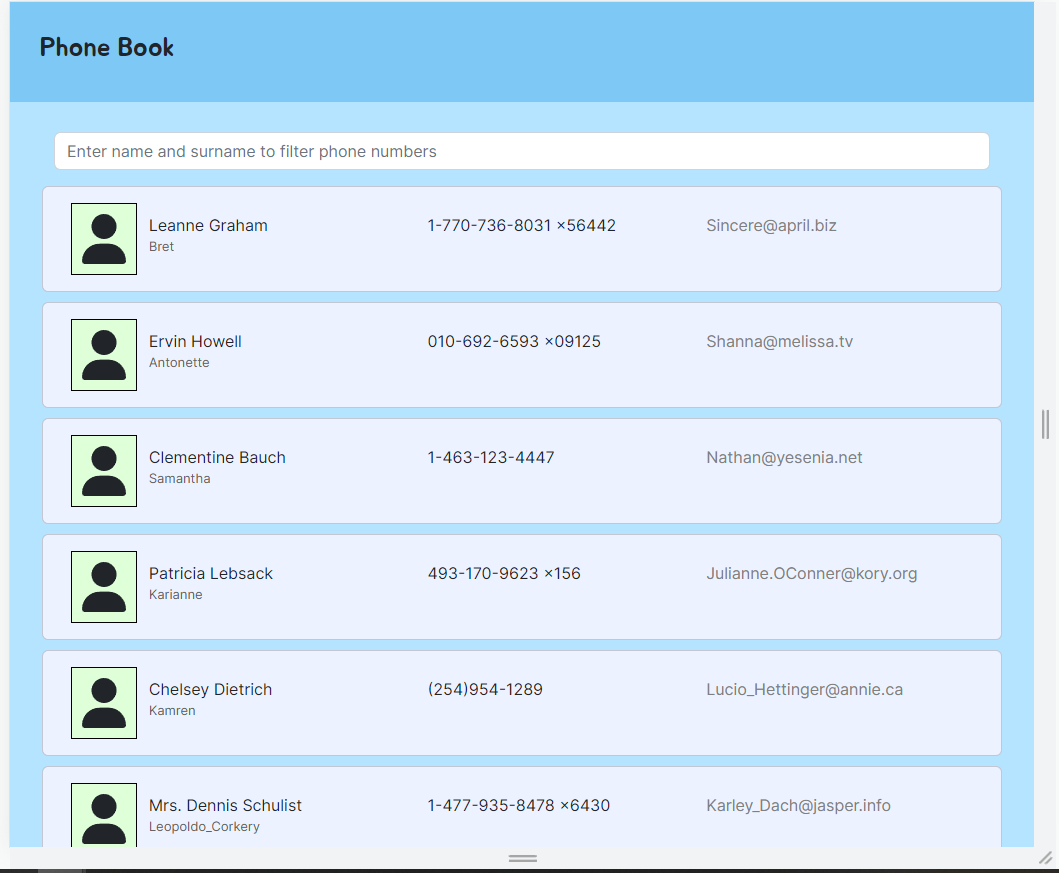 Phone Book
Enter name and surname to filter phone numbers
Leanne Graham 1-770-736-8031 x56442 Sincere@april.biz
Bret
Ervin Howell 010-692-6593 x09125 Shanna@melissa.tv
Antonette
Clementine Bauch 1-463-123-4447 Nathan@yesenia.net
Samantha
Patricia Lebsack 493-170-9623 x156 Julianne.OConner@kory.org
Karianne
Chelsey Dietrich (254)954-1289 Lucio_Hettinger@annie.ca
Kamren
Mrs. Dennis Schulist 1-477-935-8478 x6430 Karley_Dach@jasper.info
Leopoldo_Corkery